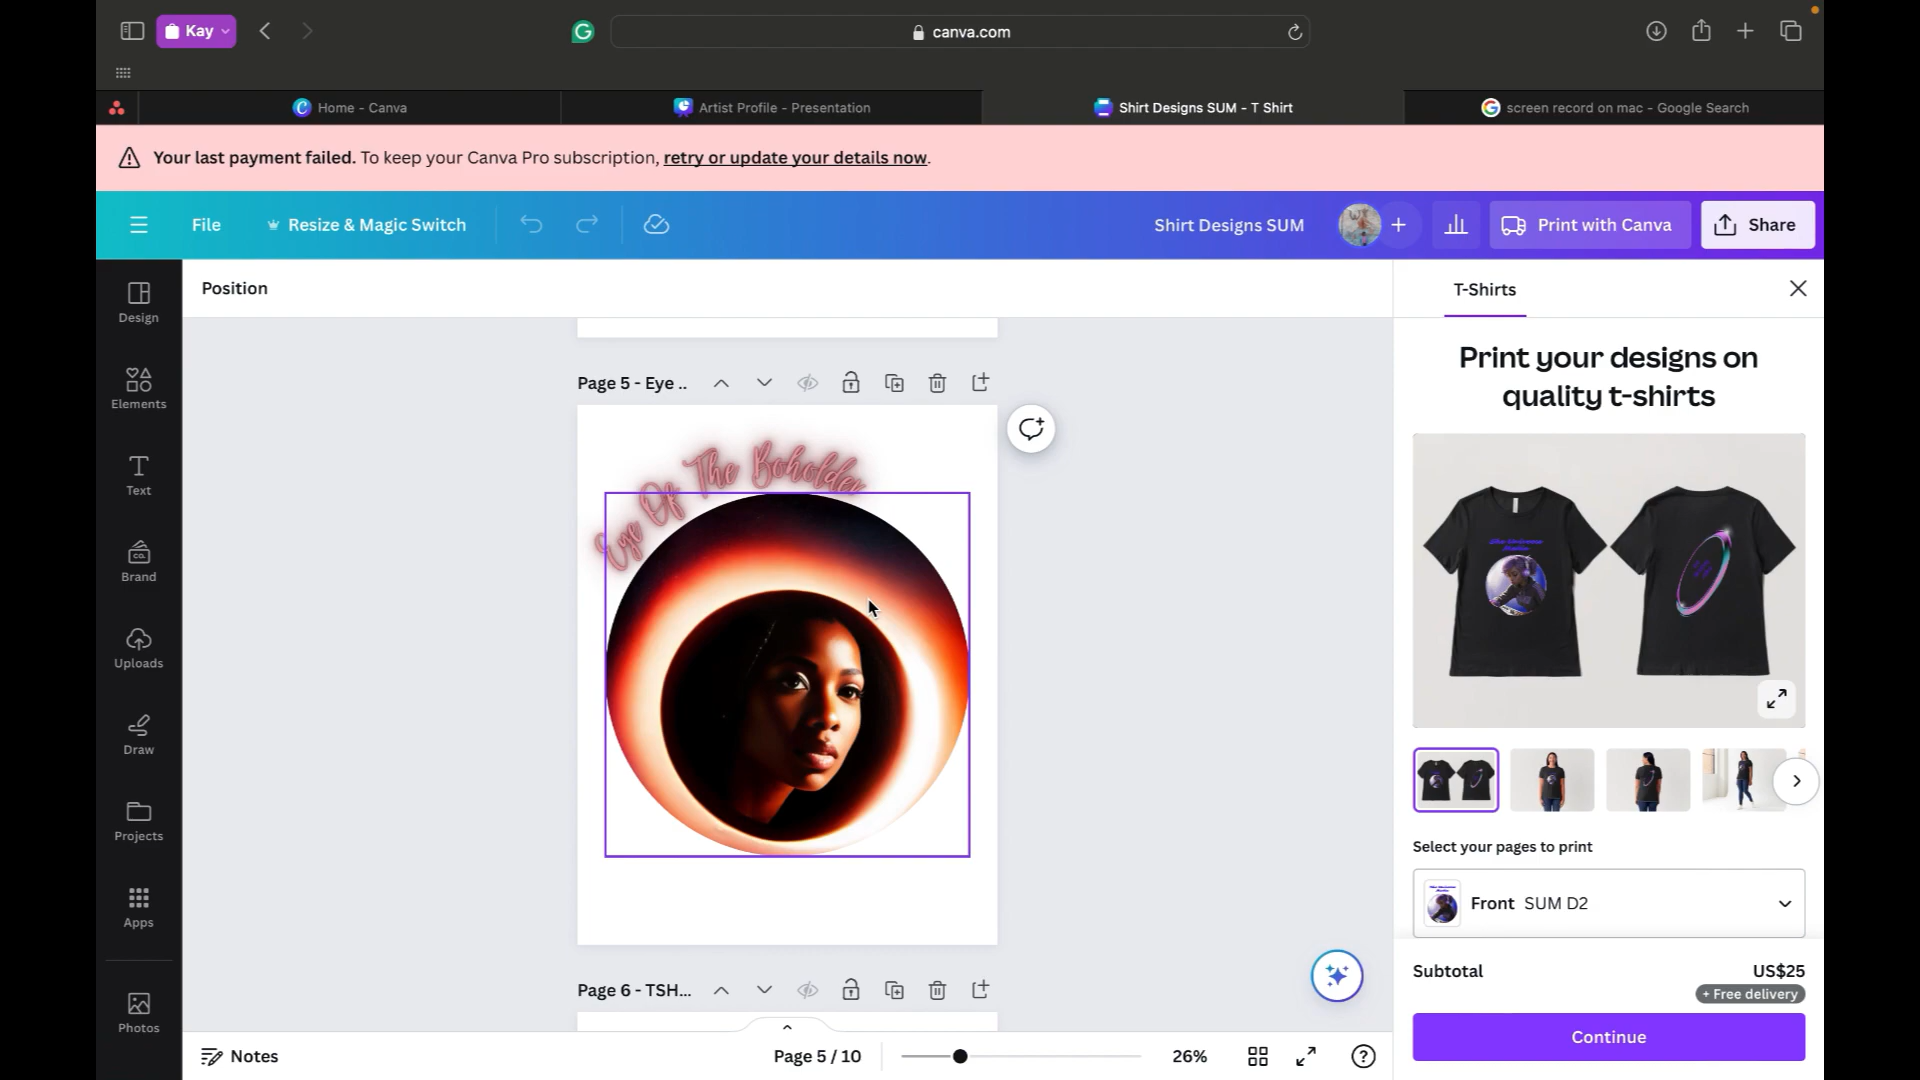 Kay
canva.com
Home - Canva
Artist Profile - Presentation
Shirt Designs SUM - T Shirt
screen record on mac - Google Search
Your last payment failed. To keep your Canva Pro subscription, retry or update your details now.
File
Resize & Magic Switch
Shirt Designs SUM
Print with Canva
Share
Design
Elements
Text
Brand
Uploads
Draw
Projects
Apps
Photos
Position
Page 5 - Eye ..
Eye Of The Boholder
Page 6 - TSH...
Notes
Page 5 / 10
26%
T-Shirts
Print your designs on
quality t-shirts
Select your pages to print
Front SUM D2
Subtotal
US$25
+ Free delivery
Continue